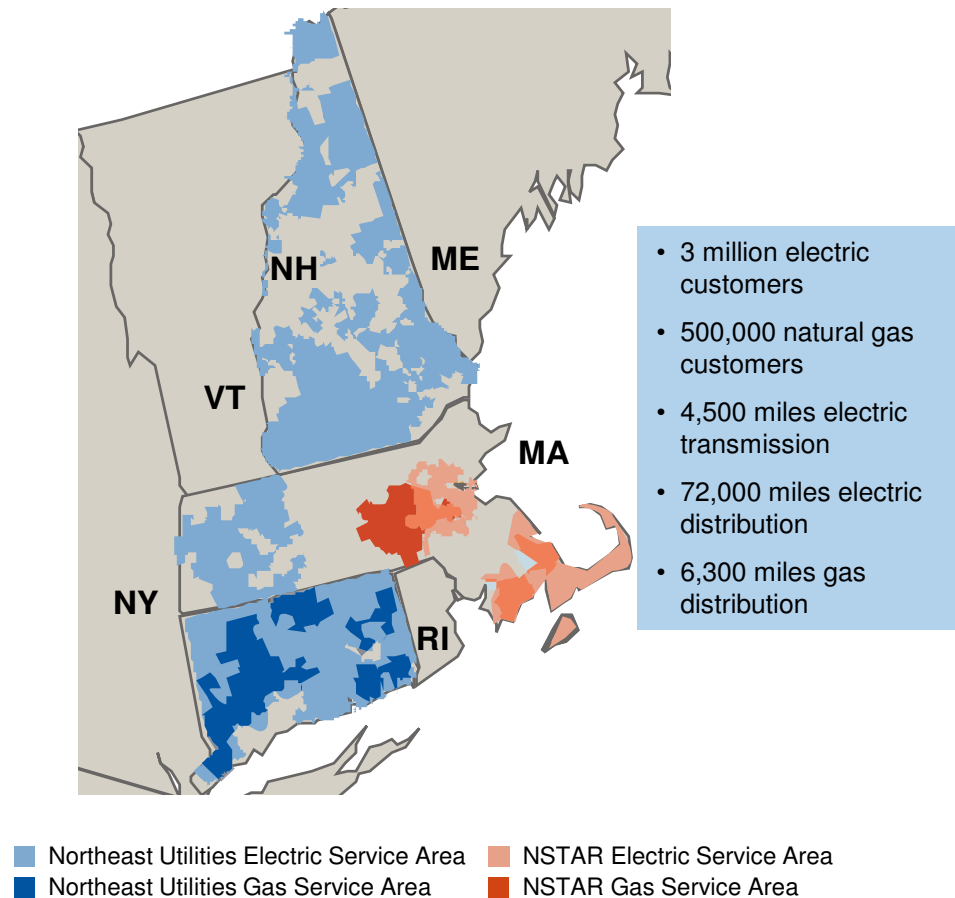 NH
ME
VT
MA
NY
RI
• 3 million electric
customers
• 500,000 natural gas
customers
• 4,500 miles electric
transmission
• 72,000 miles electric
distribution
• 6,300 miles gas
distribution
Northeast Utilities Electric Service Area
NSTAR Electric Service Area
Northeast Utilities Gas Service Area
NSTAR Gas Service Area